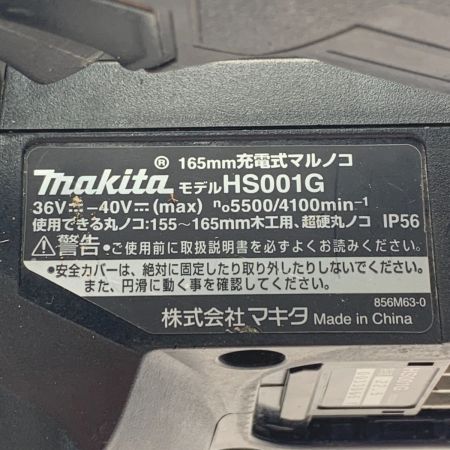 ® 165mm充電式マルノコ
makita モデルHS001G
36V⎓–40V⎓(max) n₀5500/4100min⁻¹
使用できる丸ノコ:155~165mm木工用、超硬丸ノコ IP56
⚠警告 •ご使用前に取扱説明書を必ずよくお読みください。
•安全カバーは、絶対に固定したり取り外したりしないでください。
また、円滑に動く事を確認してください。
856M63-0
株式会社マキタ Made in China
HS001G